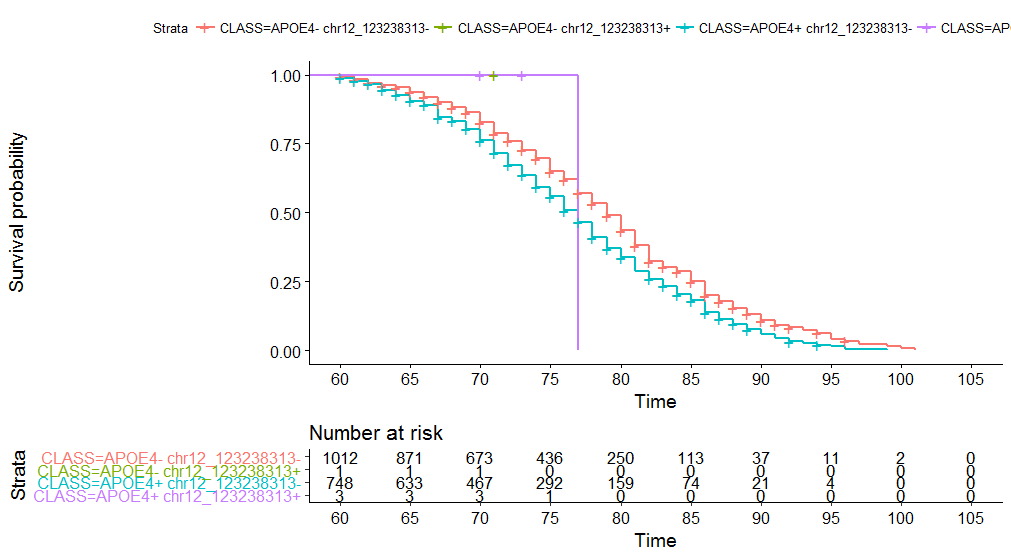 Strata CLASS=APOE4- chr12_123238313- CLASS=APOE4- chr12_123238313+ CLASS=APOE4+ chr12_123238313- CLASS=APO
Survival probability
1.00
0.75
0.50
0.25
0.00
60 65 70 75 80 85 90 95 100 105
Time
Number at risk
Strata
CLASS=APOE4- chr12_123238313- 1012 871 673 436 250 113 37 11 2 0
CLASS=APOE4- chr12_123238313+ 1 1 1 0 0 0 0 0 0 0
CLASS=APOE4+ chr12_123238313- 748 633 467 292 159 74 21 4 0 0
CLASS=APOE4+ chr12_123238313+ 3 3 3 1 0 0 0 0 0 0
60 65 70 75 80 85 90 95 100 105
Time